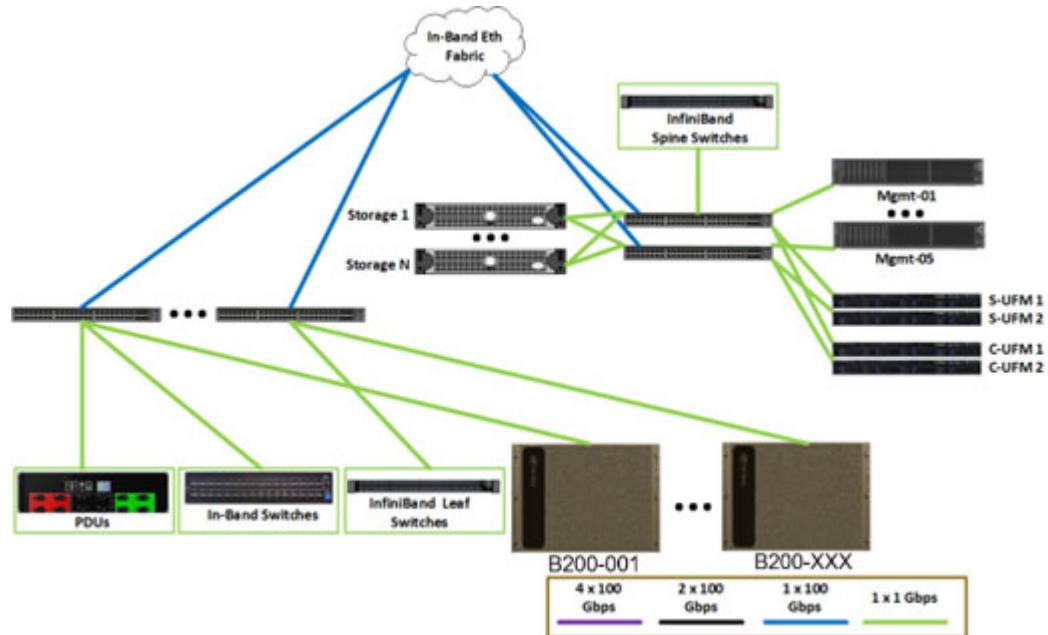 In-Band Eth
Fabric
InfiniBand
Spine Switches
Storage 1
Storage N
Mgmt-01
Mgmt-05
S-UFM 1
S-UFM 2
C-UFM 1
C-UFM 2
PDUs
In-Band Switches
InfiniBand Leaf
Switches
B200-001
B200-XXX
4 x 100
Gbps
2 x 100
Gbps
1 x 100
Gbps
1 x 1 Gbps